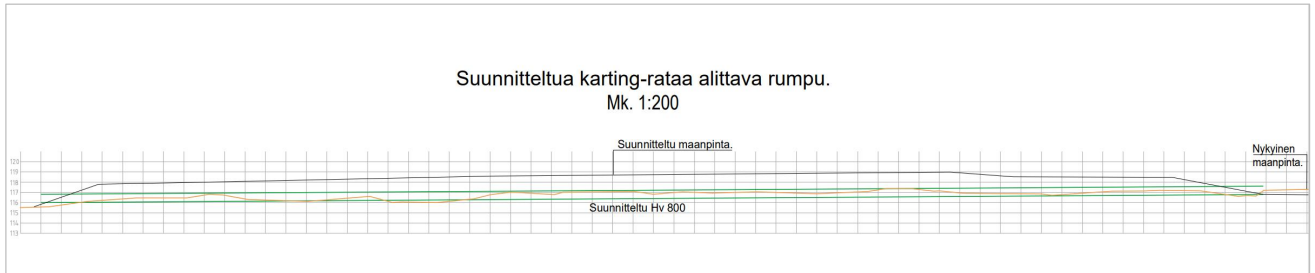 Suunniteltua karting-rataa alittava rumpu.
Mk. 1:200
Suunniteltu maanpinta.
Nykyinen
maanpinta.
120
119
118
117
116
115
114
113
Suunniteltu Hv 800